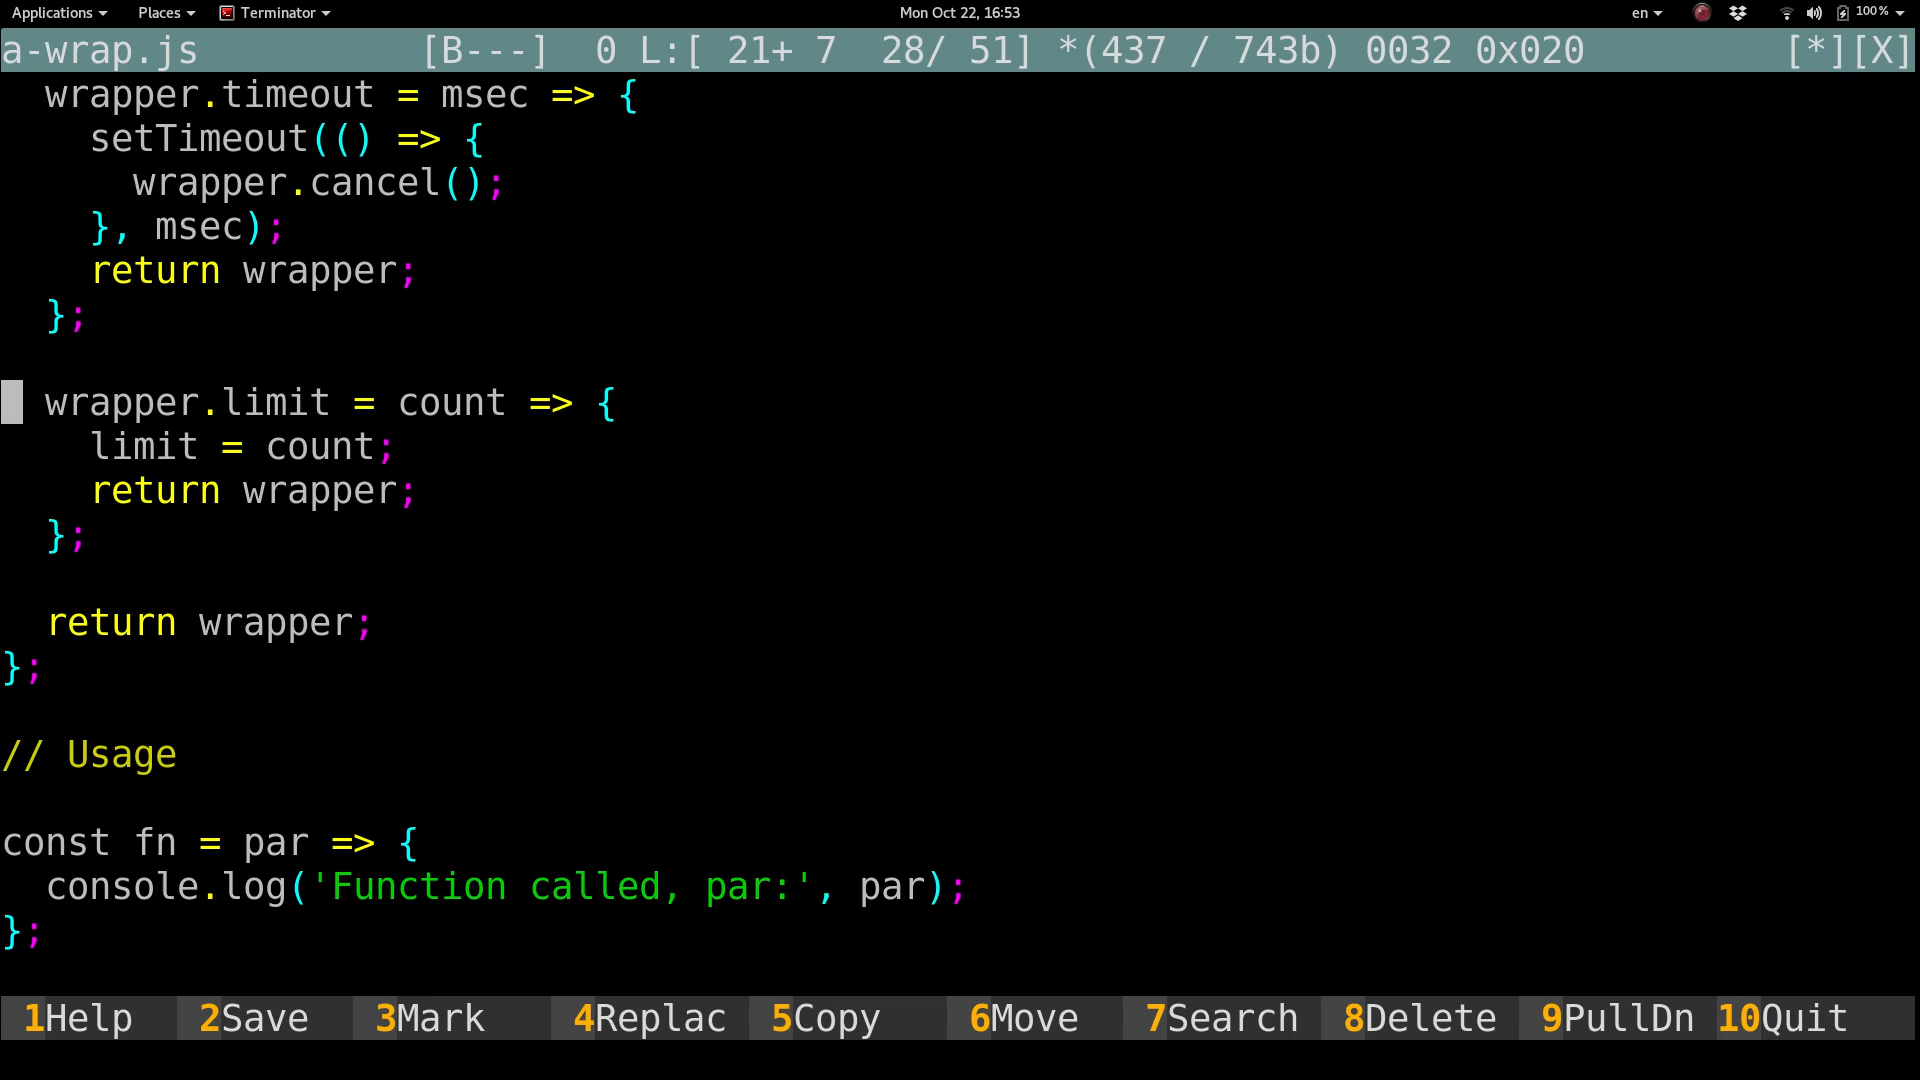 Applications Places Terminator Mon Oct 22, 16:53 en 100%
a-wrap.js [B---] 0 L:[ 21+ 7 28/ 51] *(437 / 743b) 0032 0x020 [*][X]
  wrapper.timeout = msec => {
    setTimeout(() => {
      wrapper.cancel();
    }, msec);
    return wrapper;
  };
  wrapper.limit = count => {
    limit = count;
    return wrapper;
  };
  return wrapper;
};
// Usage
const fn = par => {
  console.log('Function called, par:', par);
};
1Help 2Save 3Mark 4Replac 5Copy 6Move 7Search 8Delete 9PullDn 10Quit